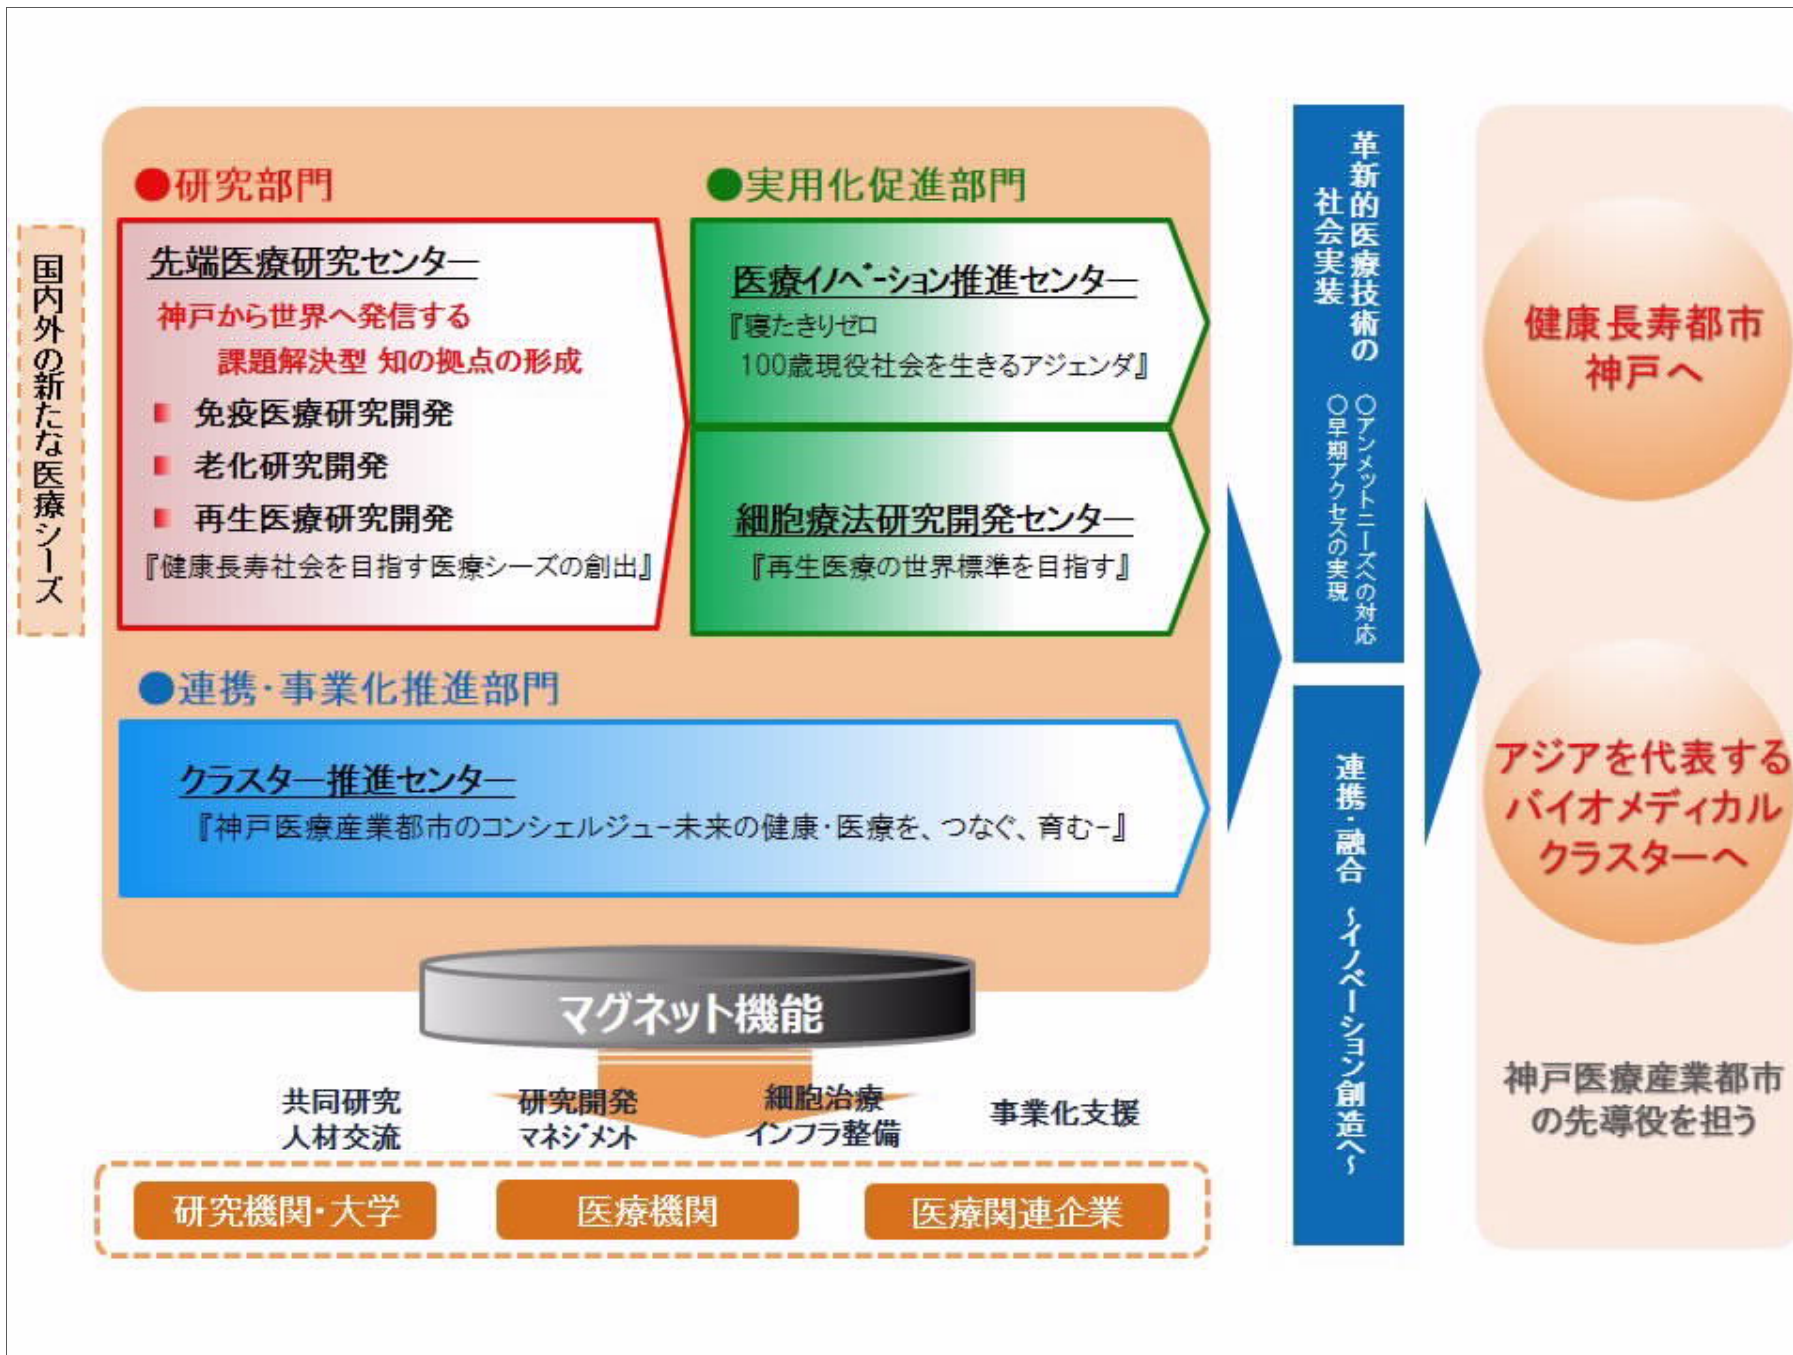 国内外の新たな医療シーズ
●研究部門
先端医療研究センター
神戸から世界へ発信する
課題解決型 知の拠点の形成
免疫医療研究開発
老化研究開発
再生医療研究開発
『健康長寿社会を目指す医療シーズの創出』
●実用化促進部門
医療イノベーション推進センター
『寝たきりゼロ
100歳現役社会を生きるアジェンダ』
細胞療法研究開発センター
『再生医療の世界標準を目指す』
●連携・事業化推進部門
クラスター推進センター
『神戸医療産業都市のコンシェルジュ－未来の健康・医療を、つなぐ、育む－』
マグネット機能
共同研究
人材交流
研究開発
マネジメント
細胞治療
インフラ整備
事業化支援
研究機関・大学
医療機関
医療関連企業
革新的医療技術の
社会実装
○アンメットニーズへの対応
○早期アクセスの実現
連携・融合 ～イノベーション創造へ～
健康長寿都市
神戸へ
アジアを代表する
バイオメディカル
クラスターへ
神戸医療産業都市
の先導役を担う